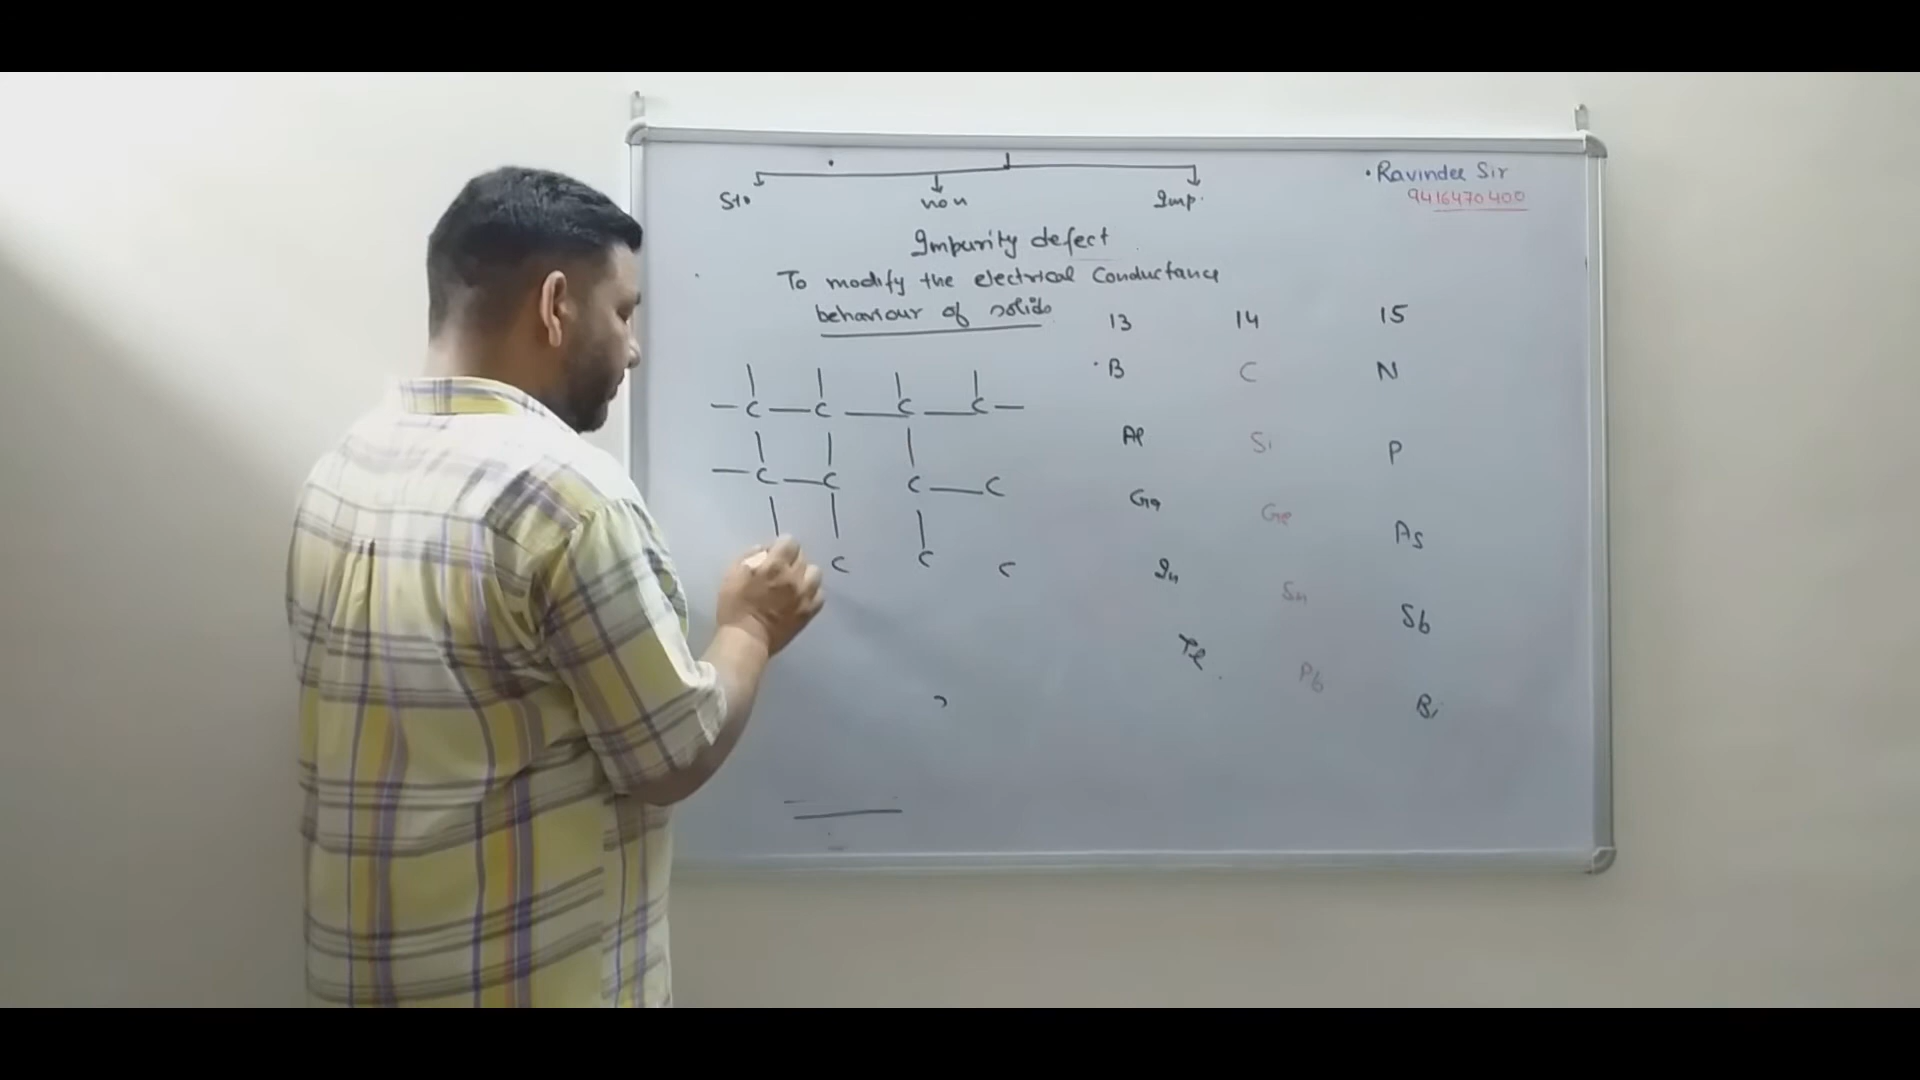 Sto non Imp.
• Ravinder Sir
9416470400
Impurity defect
To modify the electrical Conductance
behaviour of solids
13 14 15
B C N
Al Si P
Ga Ge As
In Sn Sb
Tl Pb Bi
C C C C
C C C C
C C C